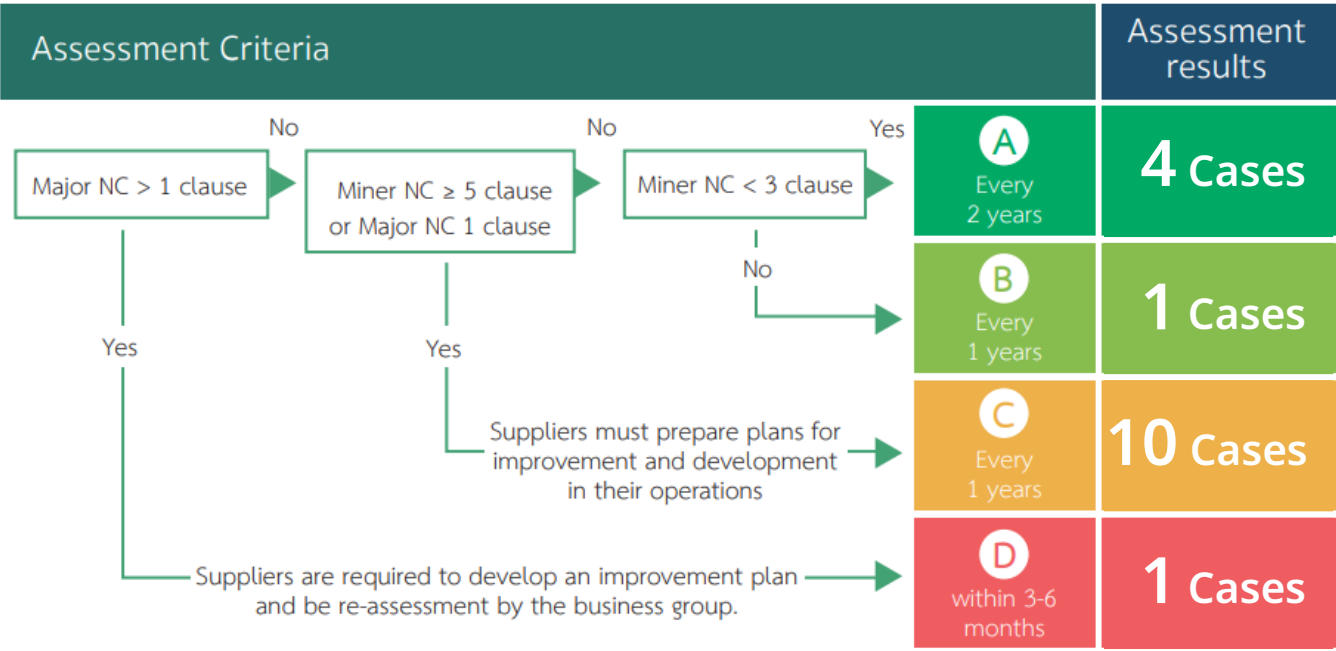 Assessment Criteria
Assessment
results
No
No
Yes
Major NC > 1 clause
Miner NC ≥ 5 clause
or Major NC 1 clause
Miner NC < 3 clause
A
Every
2 years
4 Cases
No
B
Every
1 years
1 Cases
Yes
Yes
Suppliers must prepare plans for
improvement and development
in their operations
C
Every
1 years
10 Cases
Suppliers are required to develop an improvement plan
and be re-assessment by the business group.
D
within 3-6
months
1 Cases